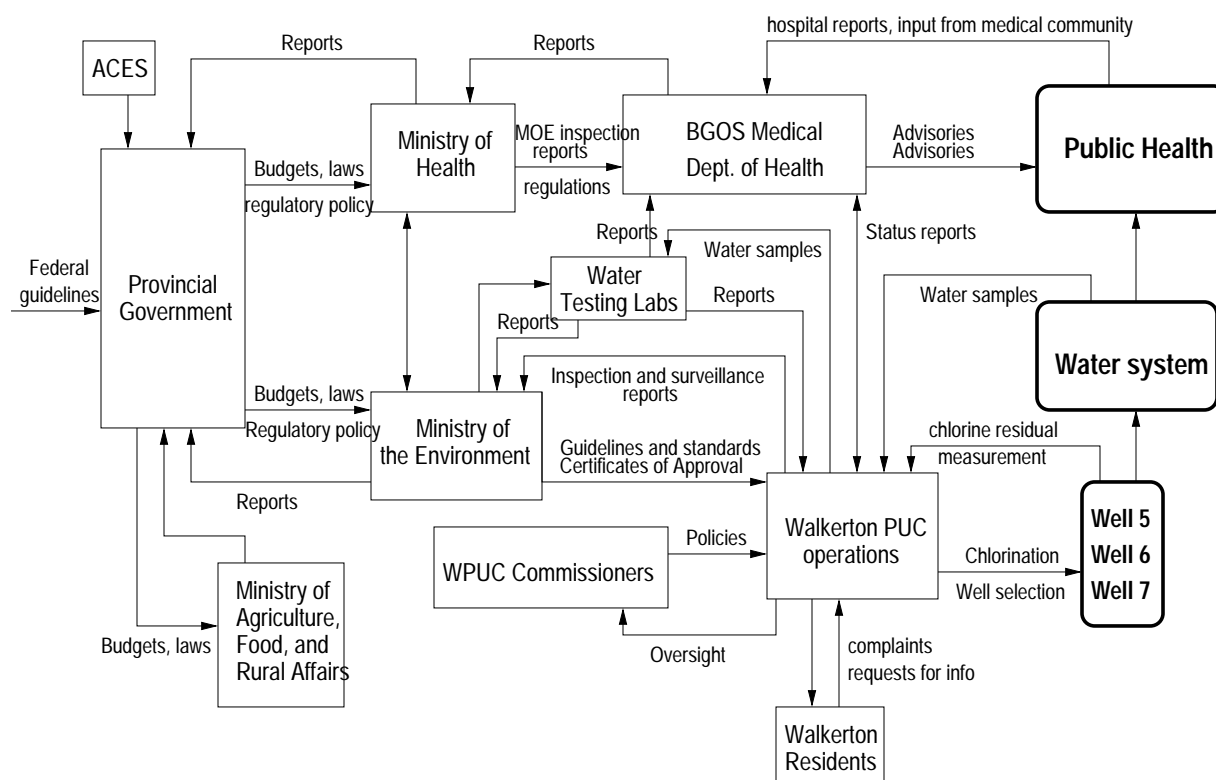 hospital reports, input from medical community
Reports
Reports
ACES
Ministry of
Health
MOE inspection
reports
regulations
BGOS Medical
Dept. of Health
Advisories
Advisories
Public Health
Budgets, laws
regulatory policy
Federal
guidelines
Provincial
Government
Reports
Water samples
Status reports
Water
Testing Labs
Reports
Reports
Water samples
Water system
Inspection and surveillance
reports
Budgets, laws
Regulatory policy
Ministry of
the Environment
Guidelines and standards
Certificates of Approval
chlorine residual
measurement
Reports
Walkerton PUC
operations
Well 5
Well 6
Well 7
Policies
WPUC Commissioners
Chlorination
Well selection
Ministry of
Agriculture,
Food, and
Rural Affairs
Budgets, laws
Oversight
complaints
requests for info
Walkerton
Residents